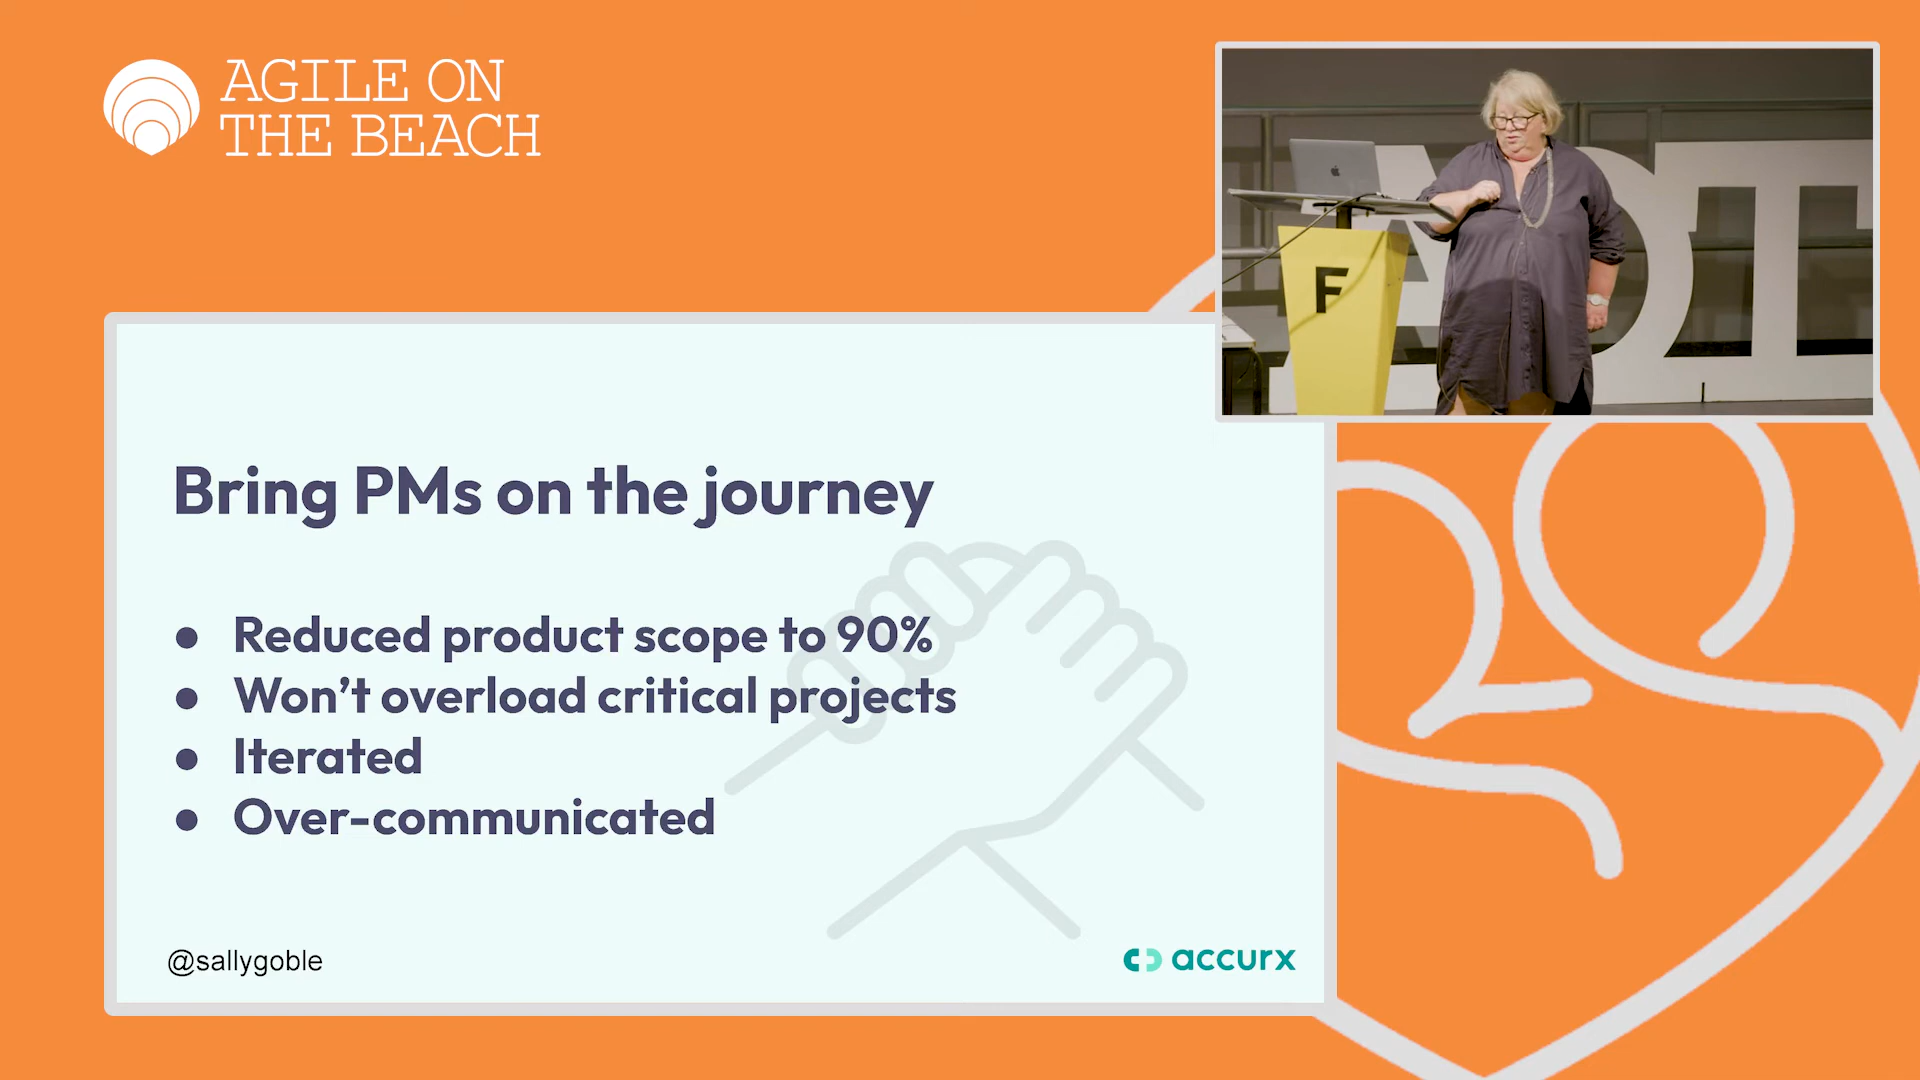 AGILE ON
THE BEACH
F
Bring PMs on the journey
● Reduced product scope to 90%
● Won’t overload critical projects
● Iterated
● Over-communicated
@sallygoble
accurx